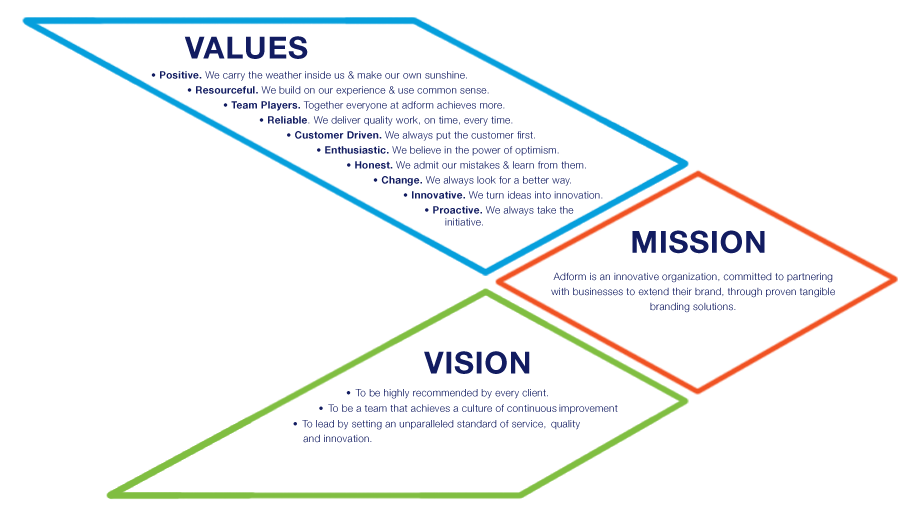 VALUES
• Positive. We carry the weather inside us & make our own sunshine.
• Resourceful. We build on our experience & use common sense.
• Team Players. Together everyone at adform achieves more.
• Reliable. We deliver quality work, on time, every time.
• Customer Driven. We always put the customer first.
• Enthusiastic. We believe in the power of optimism.
• Honest. We admit our mistakes & learn from them.
• Change. We always look for a better way.
• Innovative. We turn ideas into innovation.
• Proactive. We always take the
initiative.
MISSION
Adform is an innovative organization, committed to partnering
with businesses to extend their brand, through proven tangible
branding solutions.
VISION
• To be highly recommended by every client.
• To be a team that achieves a culture of continuous improvement
• To lead by setting an unparalleled standard of service, quality
and innovation.